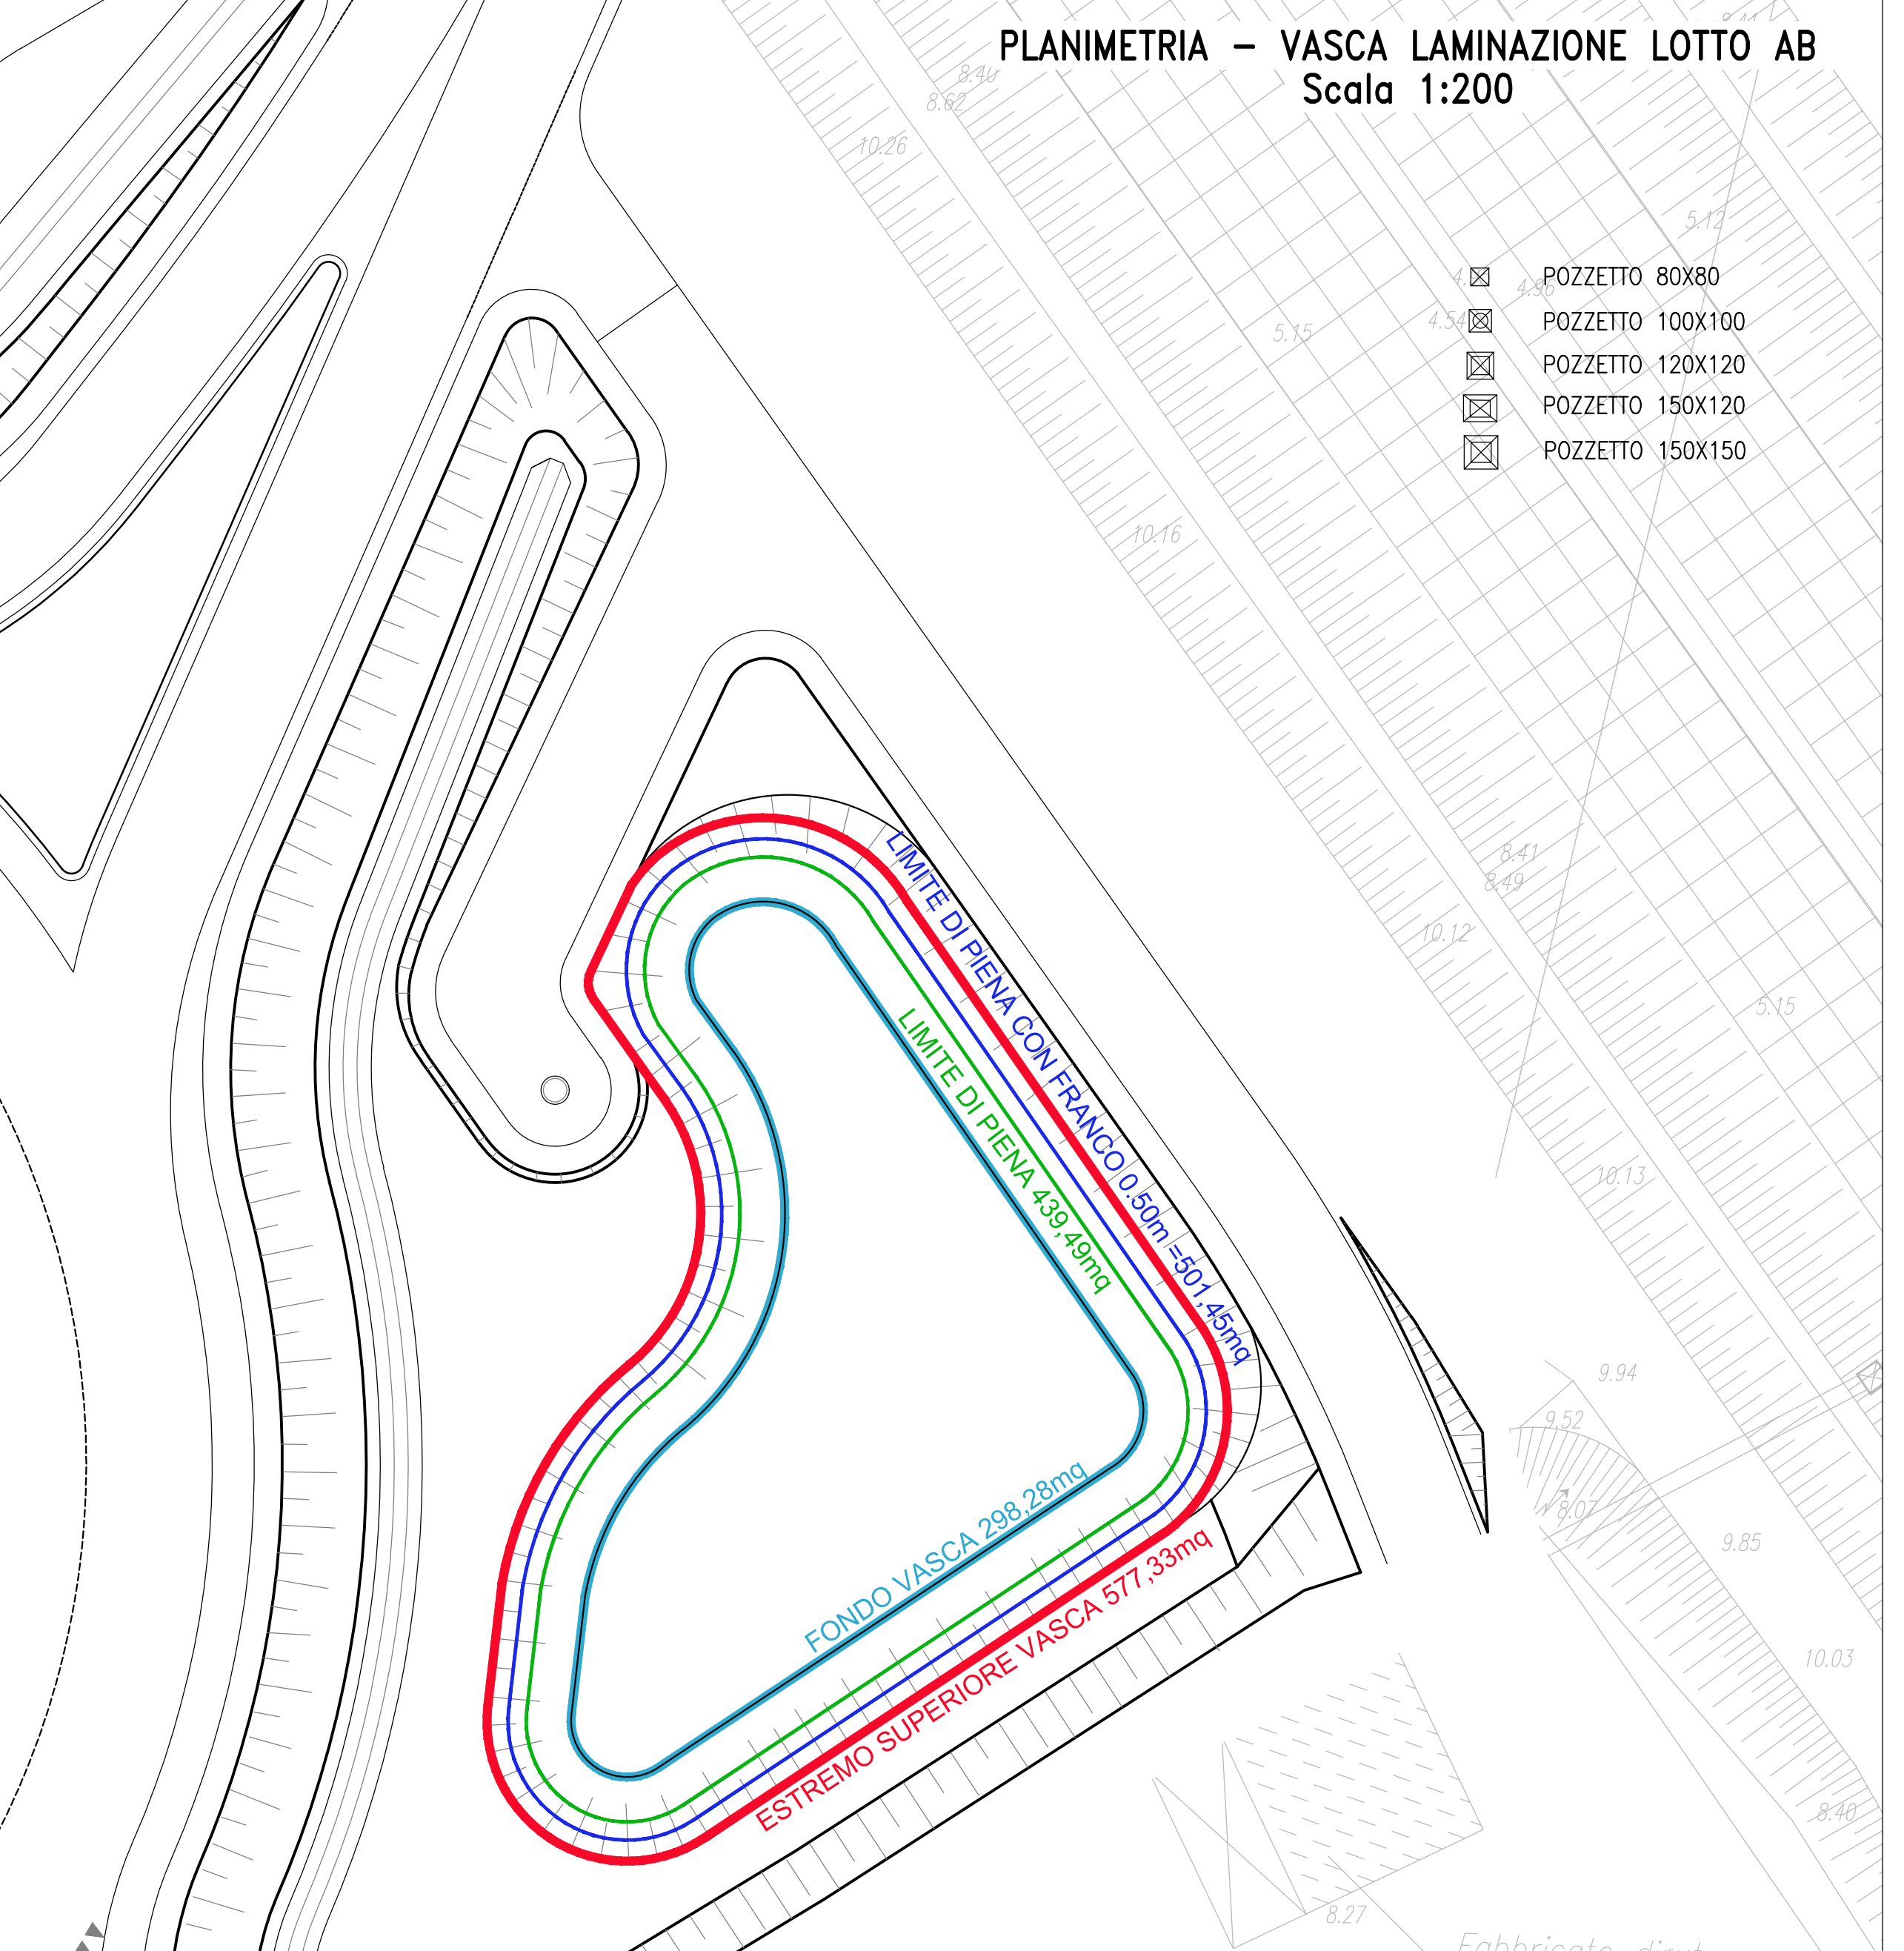 PLANIMETRIA – VASCA LAMINAZIONE LOTTO AB
Scala 1:200
8.40
8.62
10.26
5.12
POZZETTO 80X80
4.96
4.54
POZZETTO 100X100
5.15
POZZETTO 120X120
POZZETTO 150X120
POZZETTO 150X150
10.16
LIMITE DI PIENA CON FRANCO 0.50m =501,45mq
8.41
8.49
10.12
5.15
LIMITE DI PIENA 439,49mq
10.13
9.94
9.52
FONDO VASCA 298,28mq
8.07
9.85
ESTREMO SUPERIORE VASCA 577,33mq
10.03
8.40
8.27
Fabbricato